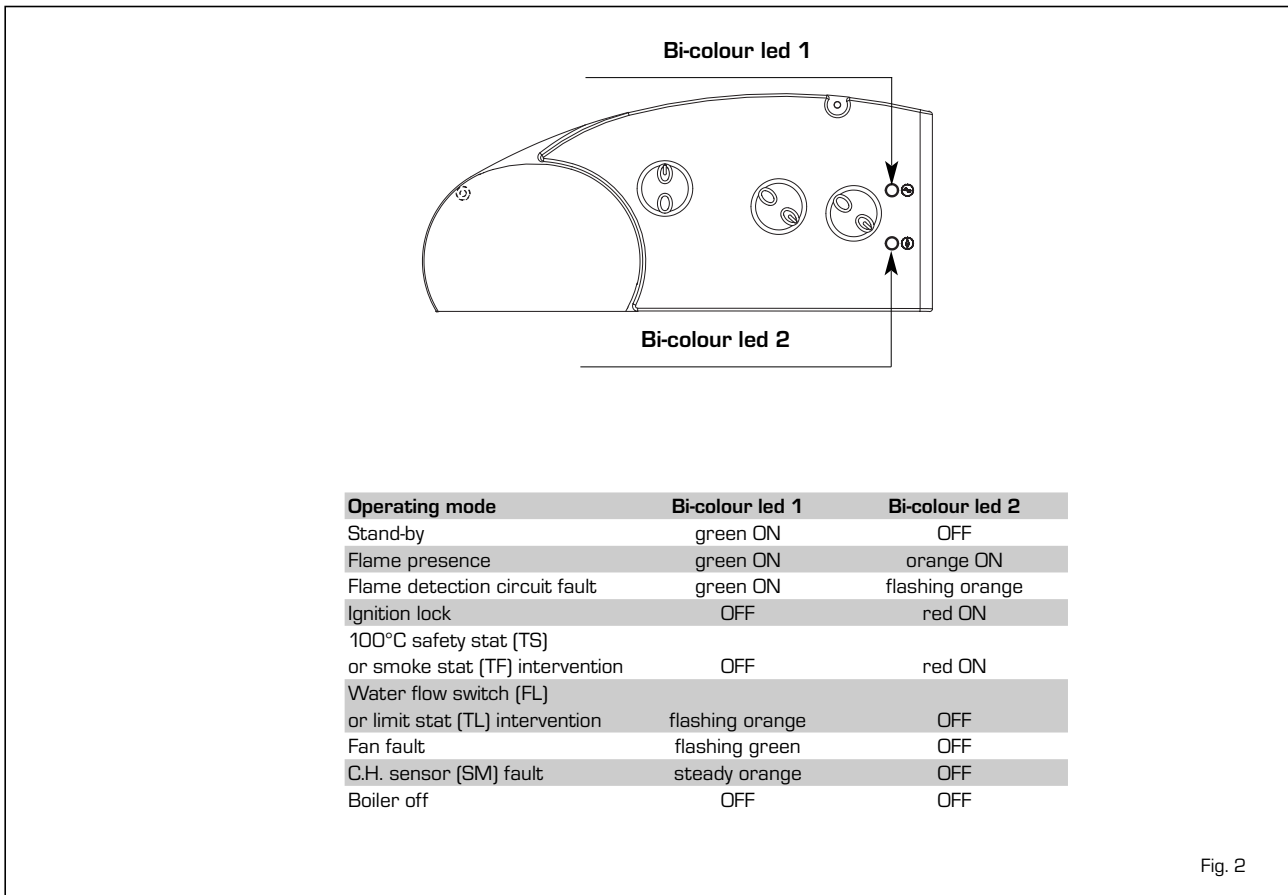 Bi-colour led 1
Bi-colour led 2
Operating mode Bi-colour led 1 Bi-colour led 2
Stand-by green ON OFF
Flame presence green ON orange ON
Flame detection circuit fault green ON flashing orange
Ignition lock OFF red ON
100°C safety stat (TS)
or smoke stat (TF) intervention OFF red ON
Water flow switch (FL)
or limit stat (TL) intervention flashing orange OFF
Fan fault flashing green OFF
C.H. sensor (SM) fault steady orange OFF
Boiler off OFF OFF
Fig. 2